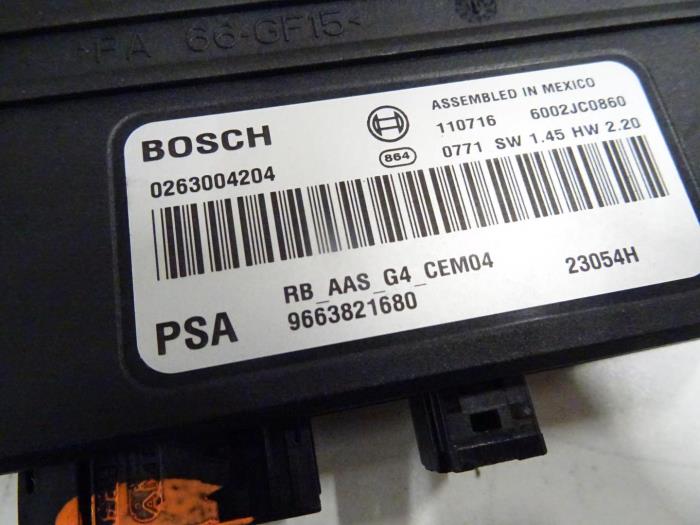 PA 66-GF15<
ASSEMBLED IN MEXICO
BOSCH
110716 6002JC0860
864
0771 SW 1.45 HW 2.20
0263004204
RB_AAS_G4_CEM04 23054H
PSA 9663821680